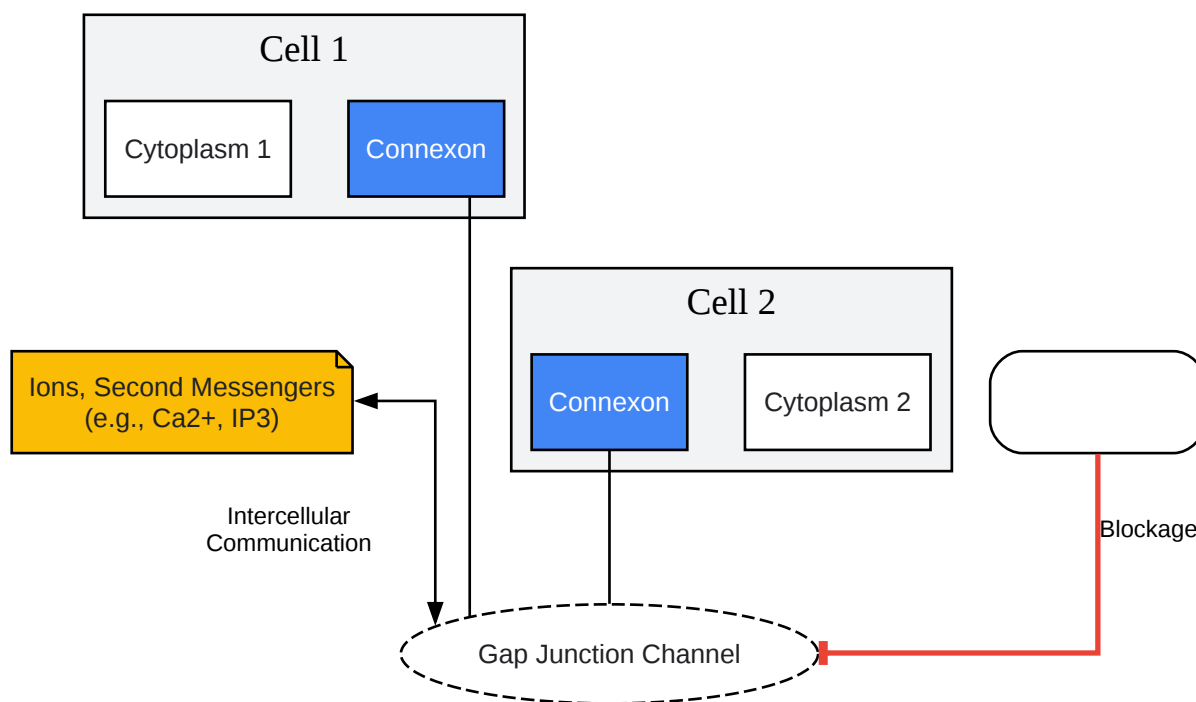 Cell 1
Cytoplasm 1
Connexon
Cell 2
Connexon
Cytoplasm 2
Ions, Second Messengers
(e.g., Ca2+, IP3)
Intercellular
Communication
Blockage
Gap Junction Channel